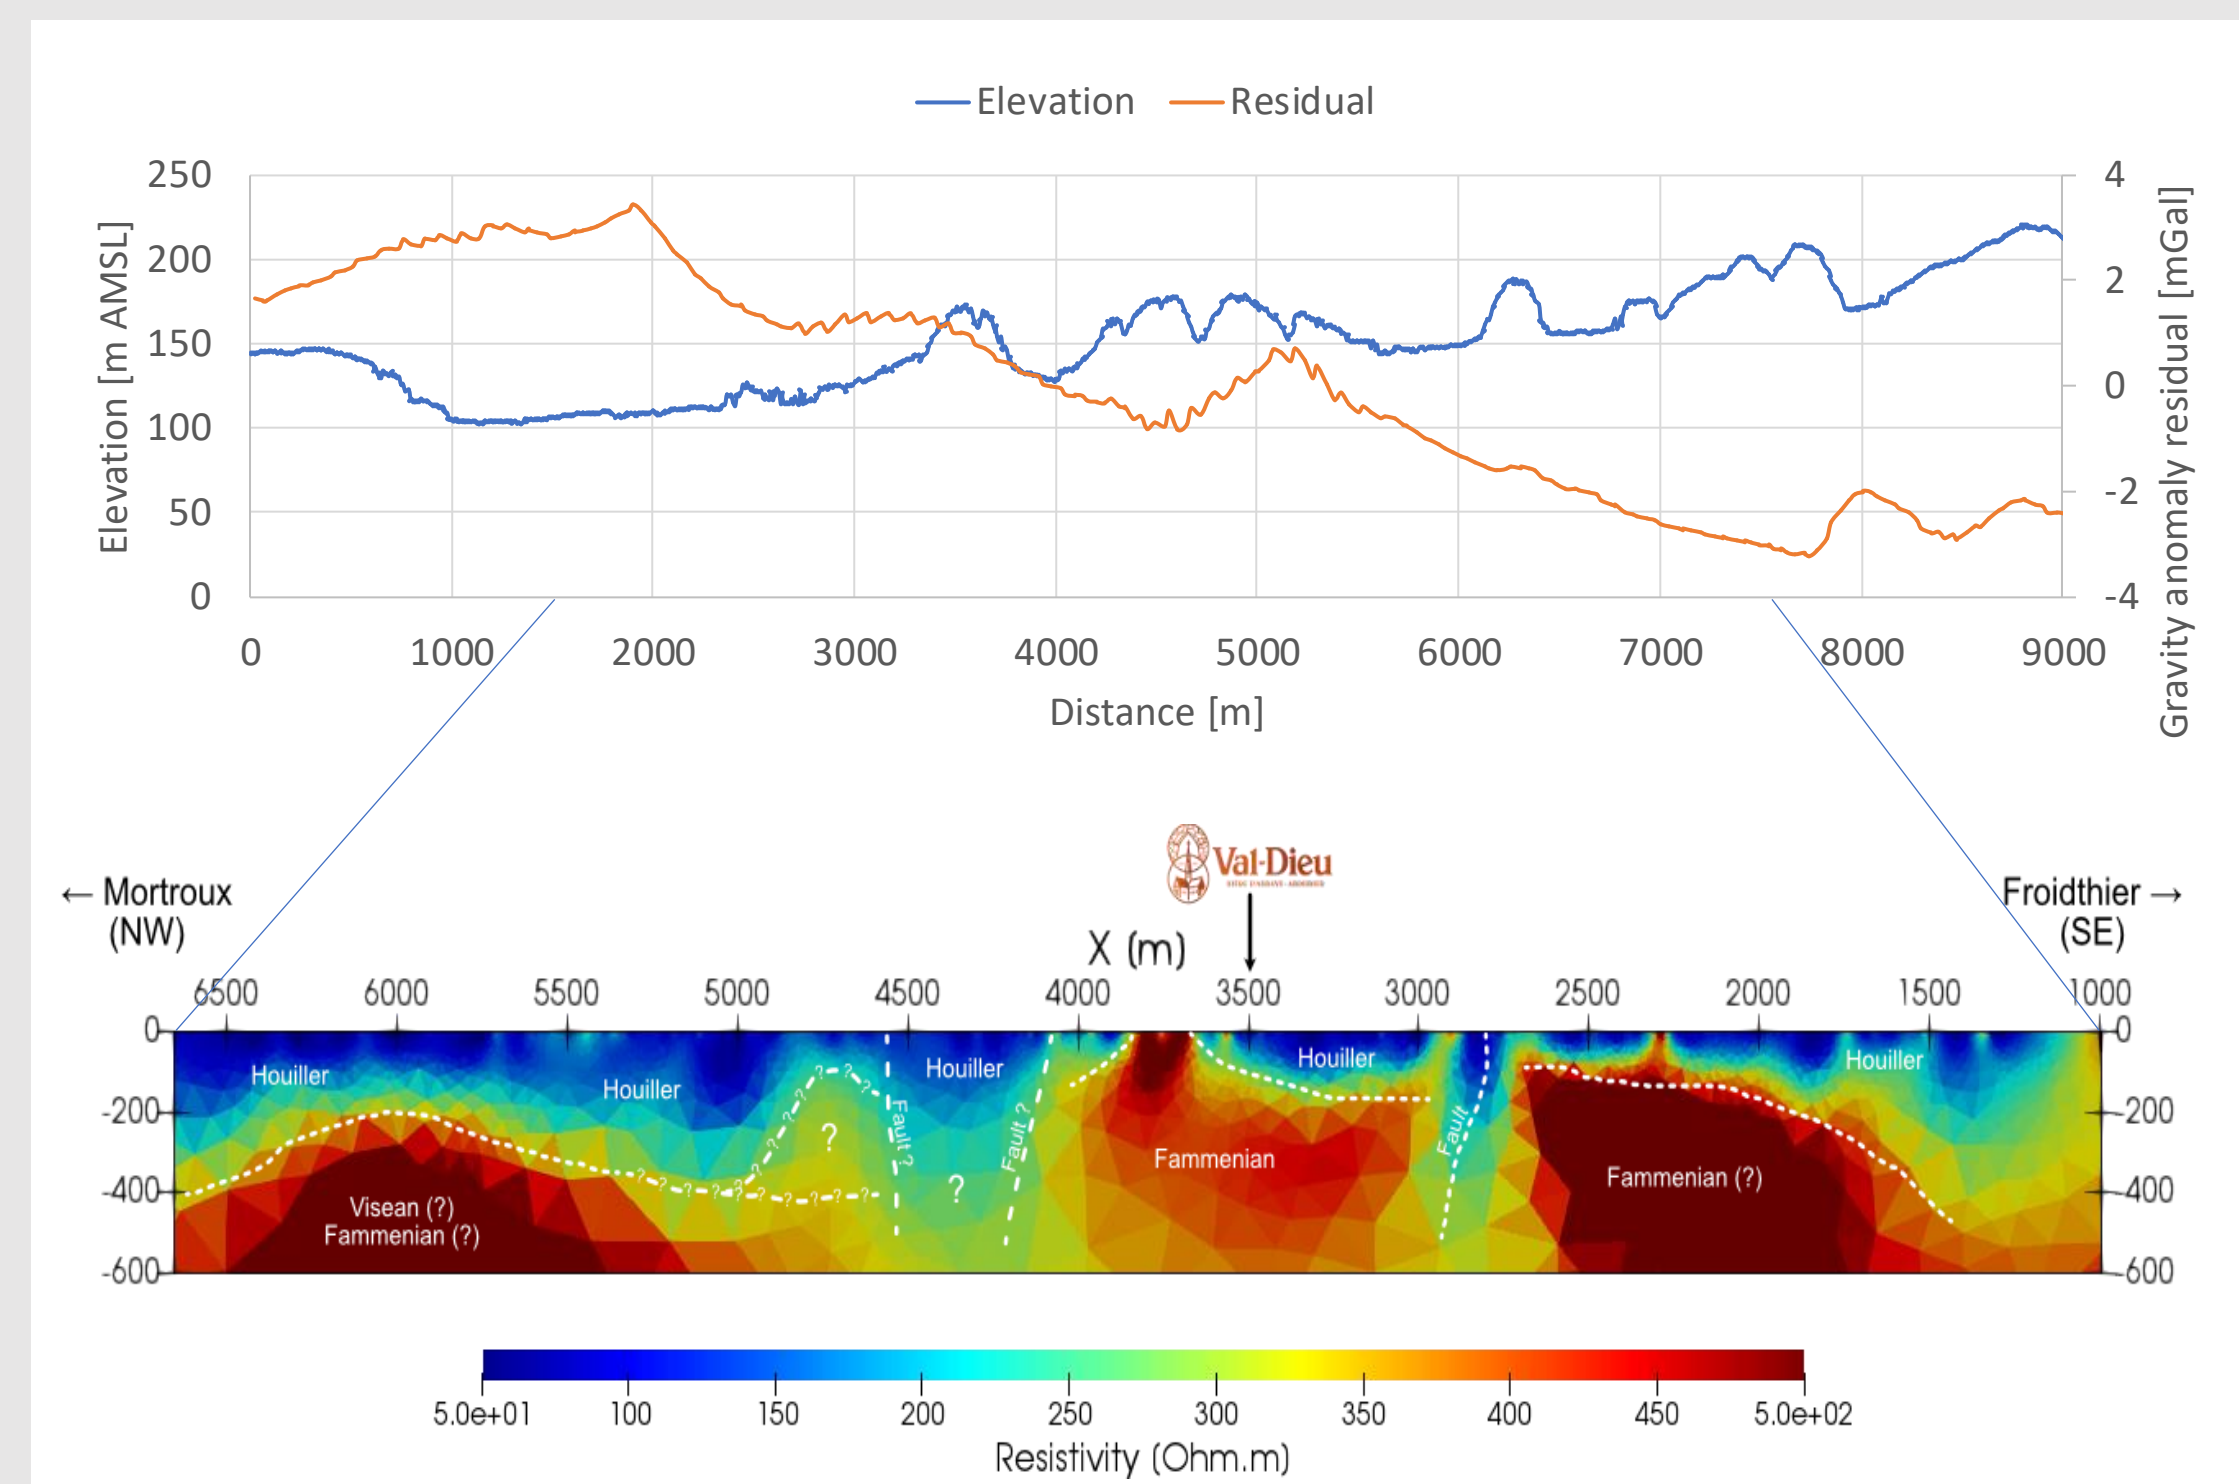 Elevation Residual
250
200
150
100
50
0
Elevation [m AMSL]
4
2
0
-2
-4
Gravity anomaly residual [mGal]
0 1000 2000 3000 4000 5000 6000 7000 8000 9000
Distance [m]
Val-Dieu
← Mortroux
(NW)
Froidthier →
(SE)
X (m)
6500 6000 5500 5000 4500 4000 3500 3000 2500 2000 1500 1000
0
-200
-400
-600
0
-200
-400
-600
Houiller
Houiller
Houiller
Houiller
Houiller
Visean (?)
Fammenian (?)
?
Fault ?
?
Fault ?
Fammenian
Fault
Fammenian (?)
5.0e+01 100 150 200 250 300 350 400 450 5.0e+02
Resistivity (Ohm.m)